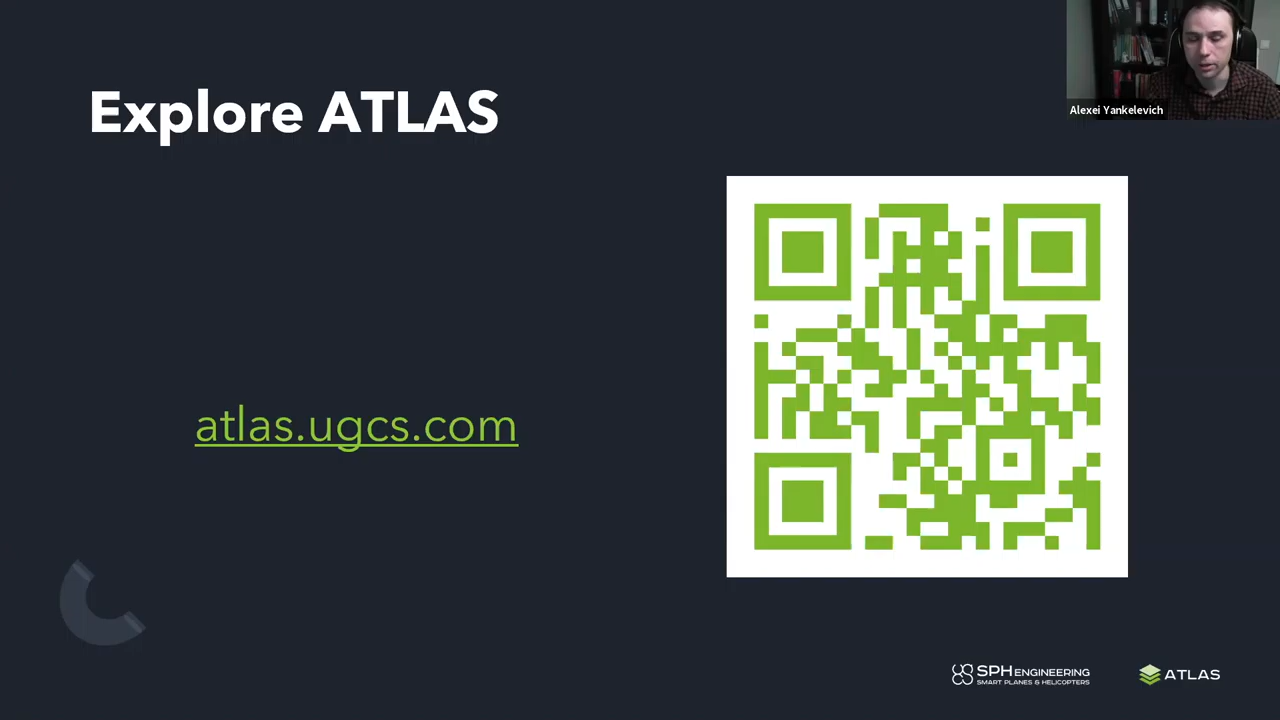 Alexei Yankelevich
Explore ATLAS
atlas.ugcs.com
SPH ENGINEERING
SMART PLANES & HELICOPTERS
ATLAS